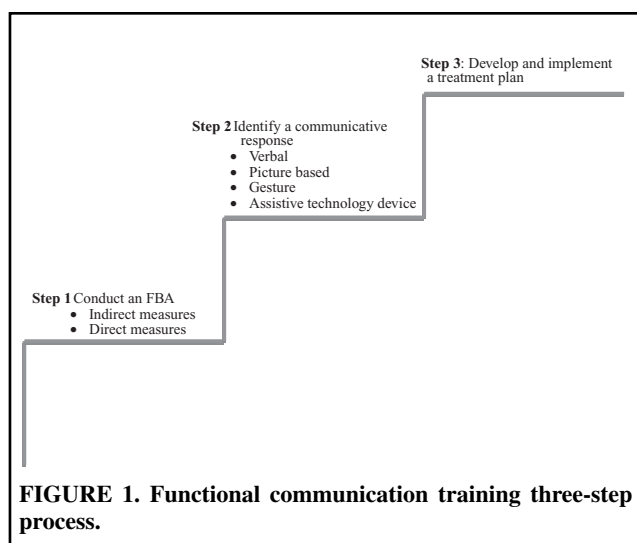 Step 3: Develop and implement
a treatment plan
Step 2 Identify a communicative
response
• Verbal
• Picture based
• Gesture
• Assistive technology device
Step 1 Conduct an FBA
• Indirect measures
• Direct measures
FIGURE 1. Functional communication training three-step
process.